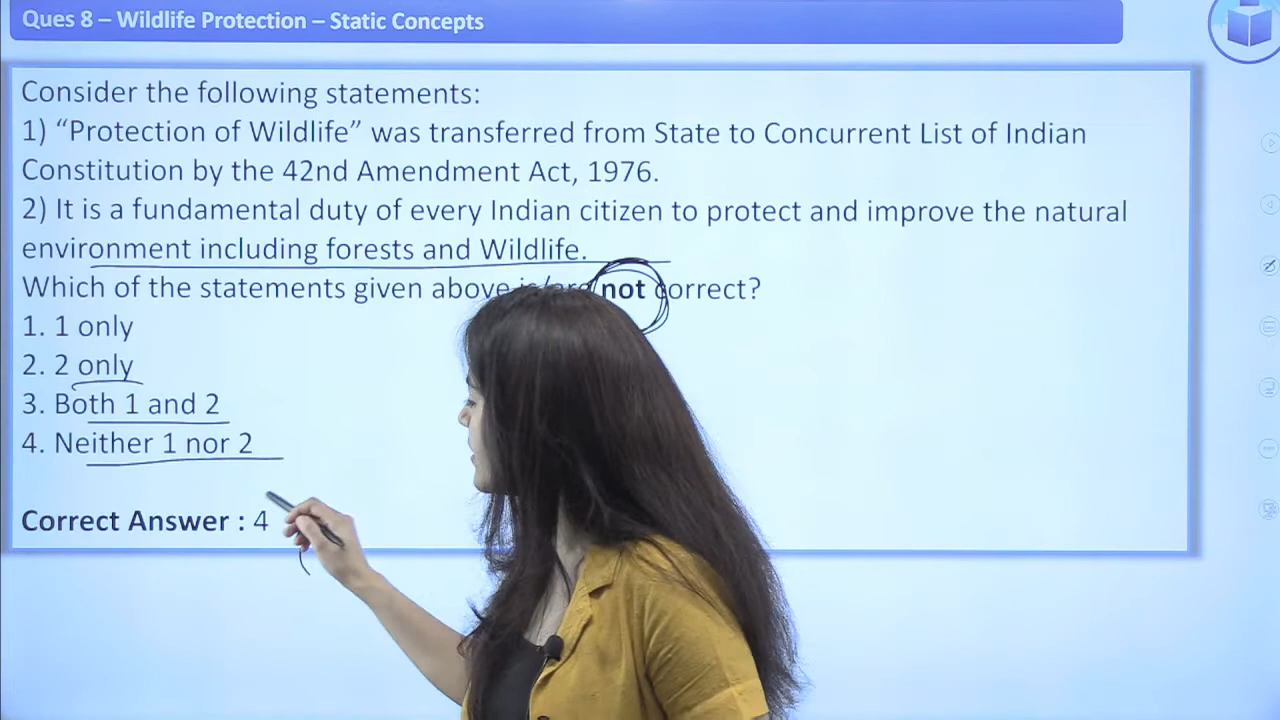 Ques 8 – Wildlife Protection – Static Concepts
Consider the following statements:
1) “Protection of Wildlife” was transferred from State to Concurrent List of Indian
Constitution by the 42nd Amendment Act, 1976.
2) It is a fundamental duty of every Indian citizen to protect and improve the natural
environment including forests and Wildlife.
Which of the statements given above is/are not correct?
1. 1 only
2. 2 only
3. Both 1 and 2
4. Neither 1 nor 2
Correct Answer : 4